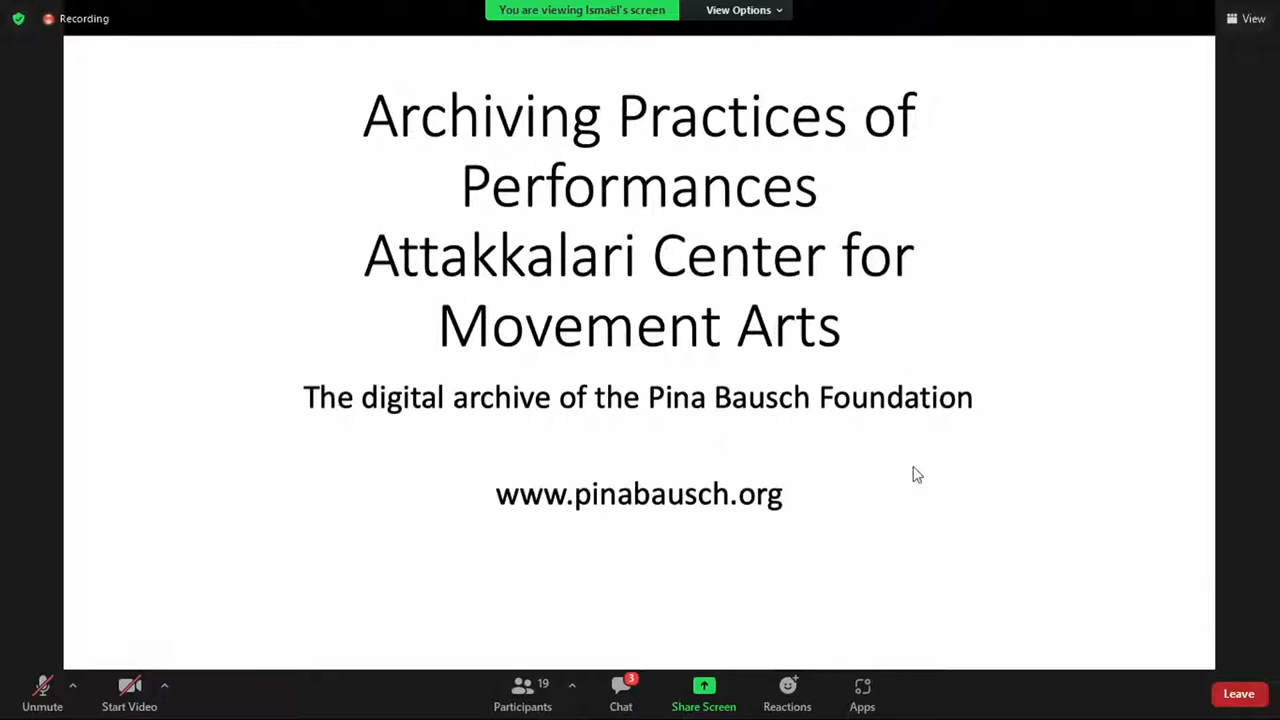 Recording
You are viewing Ismaël's screen
View Options
View
Archiving Practices of
Performances
Attakkalari Center for
Movement Arts
The digital archive of the Pina Bausch Foundation
www.pinabausch.org
Unmute
Start Video
19
Participants
3
Chat
Share Screen
Reactions
Apps
Leave